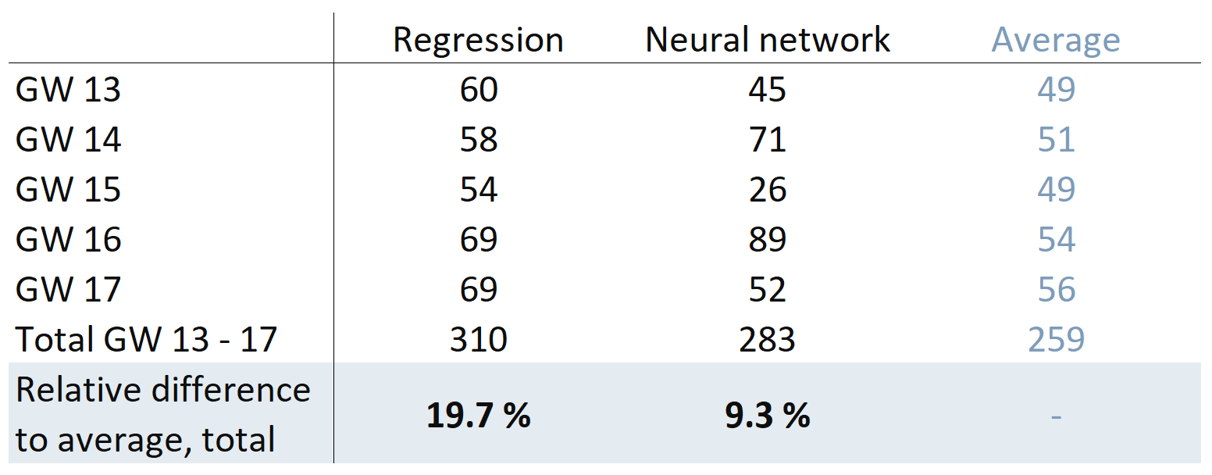 Regression Neural network Average
GW 13 60 45 49
GW 14 58 71 51
GW 15 54 26 49
GW 16 69 89 54
GW 17 69 52 56
Total GW 13 - 17 310 283 259
Relative difference
to average, total 19.7 % 9.3 % -